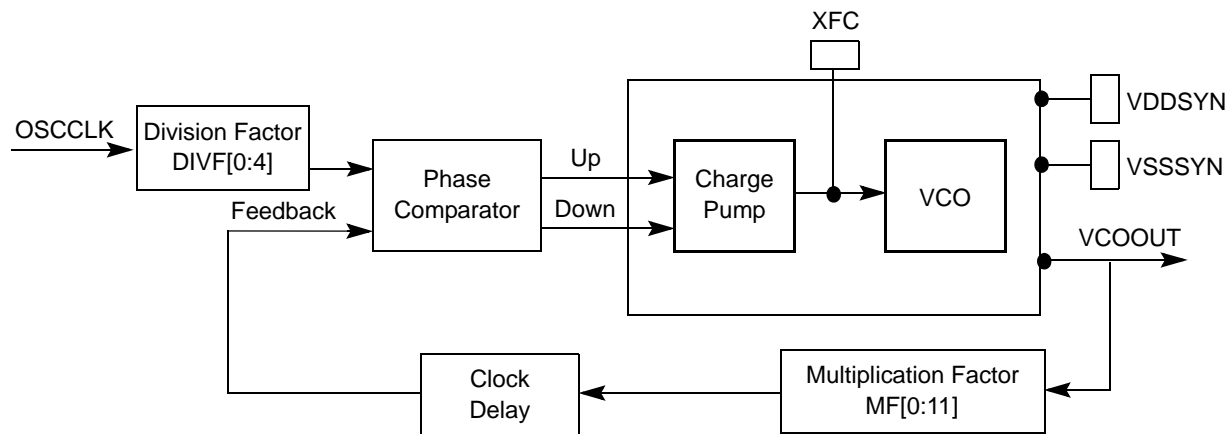 XFC
OSCCLK
Division Factor
DIVF[0:4]
VDDSYN
VSSSYN
Phase
Comparator
Up
Down
Charge
Pump
VCO
Feedback
VCOOUT
Clock
Delay
Multiplication Factor
MF[0:11]